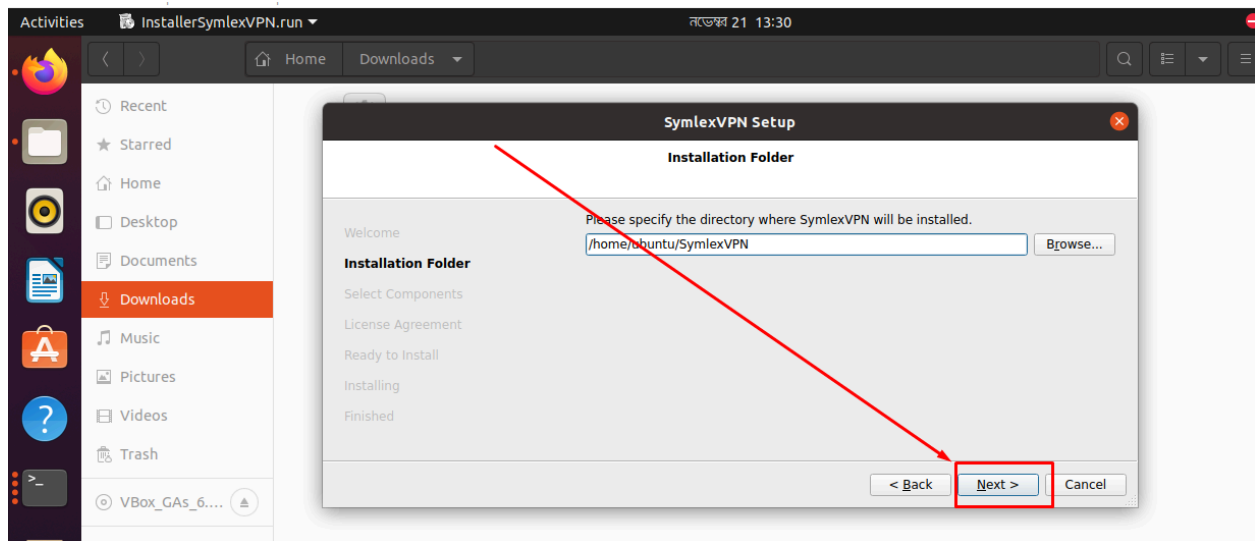 Activities InstallerSymlexVPN.run নভেম্বর 21 13:30
Home Downloads
Recent
Starred
Home
Desktop
Documents
Downloads
Music
Pictures
Videos
Trash
VBox_GAs_6....
SymlexVPN Setup
Installation Folder
Welcome
Installation Folder
Select Components
License Agreement
Ready to Install
Installing
Finished
Please specify the directory where SymlexVPN will be installed.
/home/ubuntu/SymlexVPN Browse...
< Back Next > Cancel